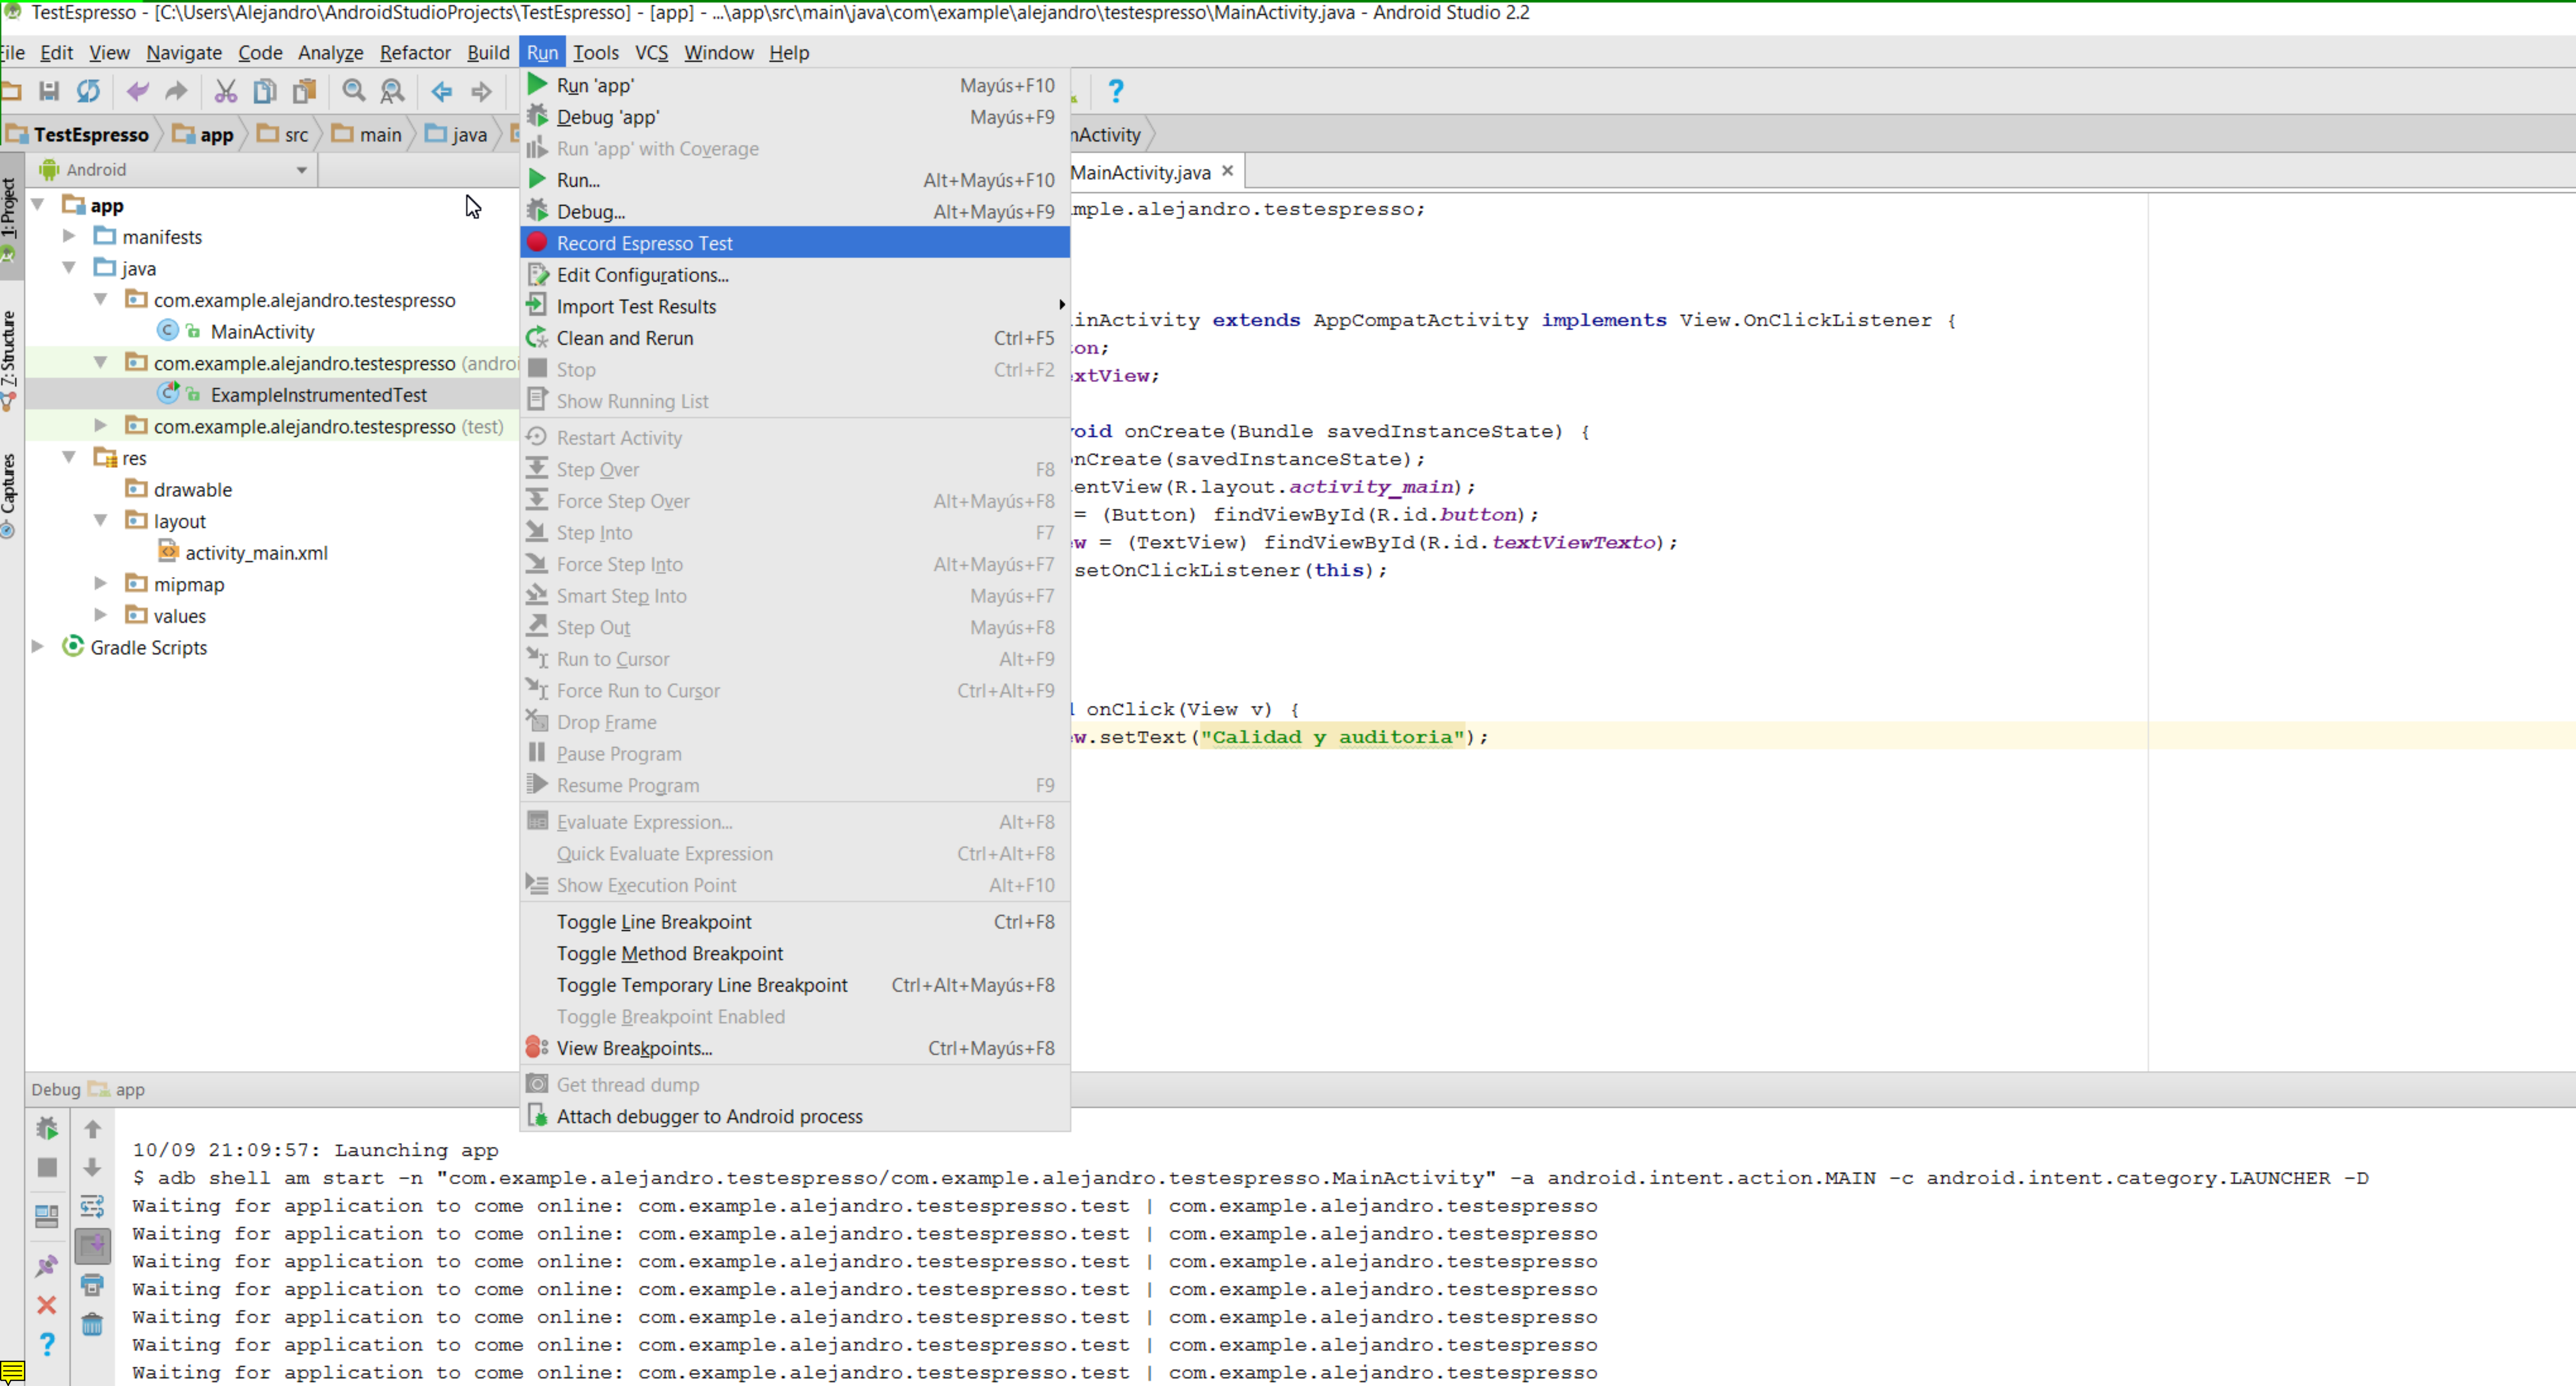 TestEspresso - [C:\Users\Alejandro\AndroidStudioProjects\TestEspresso] - [app] - ...\app\src\main\java\com\example\alejandro\testespresso\MainActivity.java - Android Studio 2.2
File Edit View Navigate Code Analyze Refactor Build Run Tools VCS Window Help
TestEspresso app src main java nActivity
Android
MainActivity.java
1: Project
7: Structure
Captures
app
manifests
java
com.example.alejandro.testespresso
MainActivity
com.example.alejandro.testespresso (androi
ExampleInstrumentedTest
com.example.alejandro.testespresso (test)
res
drawable
layout
activity_main.xml
mipmap
values
Gradle Scripts
Run 'app' Mayús+F10
Debug 'app' Mayús+F9
Run 'app' with Coverage
Run... Alt+Mayús+F10
Debug... Alt+Mayús+F9
Record Espresso Test
Edit Configurations...
Import Test Results
Clean and Rerun Ctrl+F5
Stop Ctrl+F2
Show Running List
Restart Activity
Step Over F8
Force Step Over Alt+Mayús+F8
Step Into F7
Force Step Into Alt+Mayús+F7
Smart Step Into Mayús+F7
Step Out Mayús+F8
Run to Cursor Alt+F9
Force Run to Cursor Ctrl+Alt+F9
Drop Frame
Pause Program
Resume Program F9
Evaluate Expression... Alt+F8
Quick Evaluate Expression Ctrl+Alt+F8
Show Execution Point Alt+F10
Toggle Line Breakpoint Ctrl+F8
Toggle Method Breakpoint
Toggle Temporary Line Breakpoint Ctrl+Alt+Mayús+F8
Toggle Breakpoint Enabled
View Breakpoints... Ctrl+Mayús+F8
Get thread dump
Attach debugger to Android process
mple.alejandro.testespresso;
inActivity extends AppCompatActivity implements View.OnClickListener {
ton;
extView;
void onCreate(Bundle savedInstanceState) {
onCreate(savedInstanceState);
entView(R.layout.activity_main);
= (Button) findViewById(R.id.button);
w = (TextView) findViewById(R.id.textViewTexto);
setOnClickListener(this);
d onClick(View v) {
w.setText("Calidad y auditoria");
Debug app
10/09 21:09:57: Launching app
$ adb shell am start -n "com.example.alejandro.testespresso/com.example.alejandro.testespresso.MainActivity" -a android.intent.action.MAIN -c android.intent.category.LAUNCHER -D
Waiting for application to come online: com.example.alejandro.testespresso.test | com.example.alejandro.testespresso
Waiting for application to come online: com.example.alejandro.testespresso.test | com.example.alejandro.testespresso
Waiting for application to come online: com.example.alejandro.testespresso.test | com.example.alejandro.testespresso
Waiting for application to come online: com.example.alejandro.testespresso.test | com.example.alejandro.testespresso
Waiting for application to come online: com.example.alejandro.testespresso.test | com.example.alejandro.testespresso
Waiting for application to come online: com.example.alejandro.testespresso.test | com.example.alejandro.testespresso
Waiting for application to come online: com.example.alejandro.testespresso.test | com.example.alejandro.testespresso